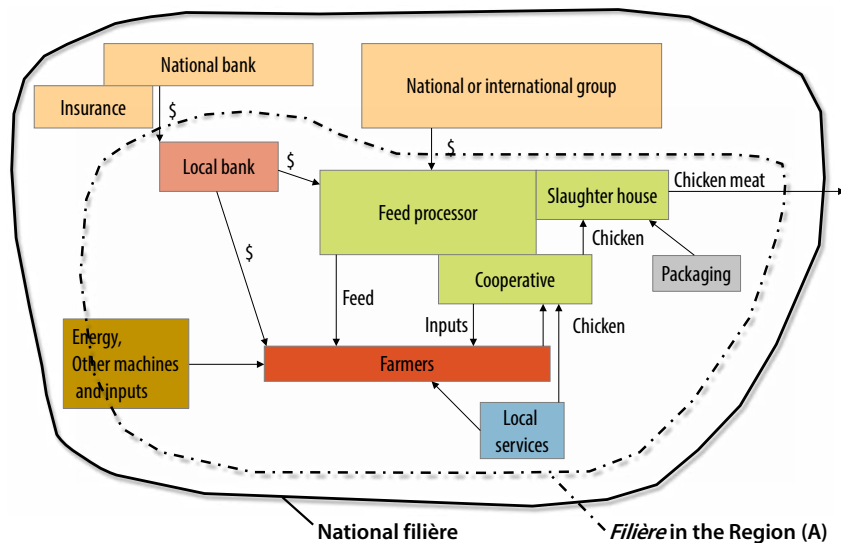 National bank
National or international group
Insurance
$
$
Local bank
$
Feed processor
Slaughter house
Chicken meat
Chicken
$
Cooperative
Packaging
Feed
Inputs
Chicken
Energy,
Other machines
and inputs
Farmers
Local
services
National filière
Filière in the Region (A)